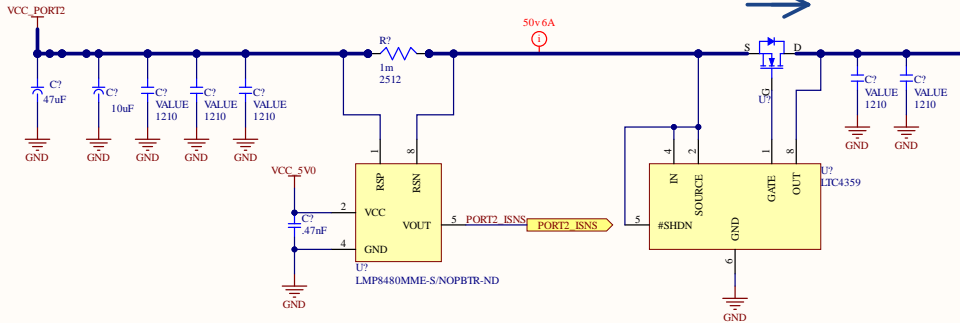 VCC_PORT2
50v 6A
S
D
R?
1m
2512
C?
47uF
C?
10uF
C?
VALUE
1210
C?
VALUE
1210
C?
VALUE
1210
G
U?
C?
VALUE
1210
C?
VALUE
1210
GND
GND
GND
GND
GND
GND
GND
1
8
RSP
RSN
VCC_5V0
2
VCC
C?
.47nF
VOUT
5
PORT2_ISNS
PORT2_ISNS
4
GND
U?
LMP8480MME-S/NOPBTR-ND
GND
4
2
1
8
IN
SOURCE
GATE
OUT
U?
LTC4359
5
#SHDN
GND
6
GND